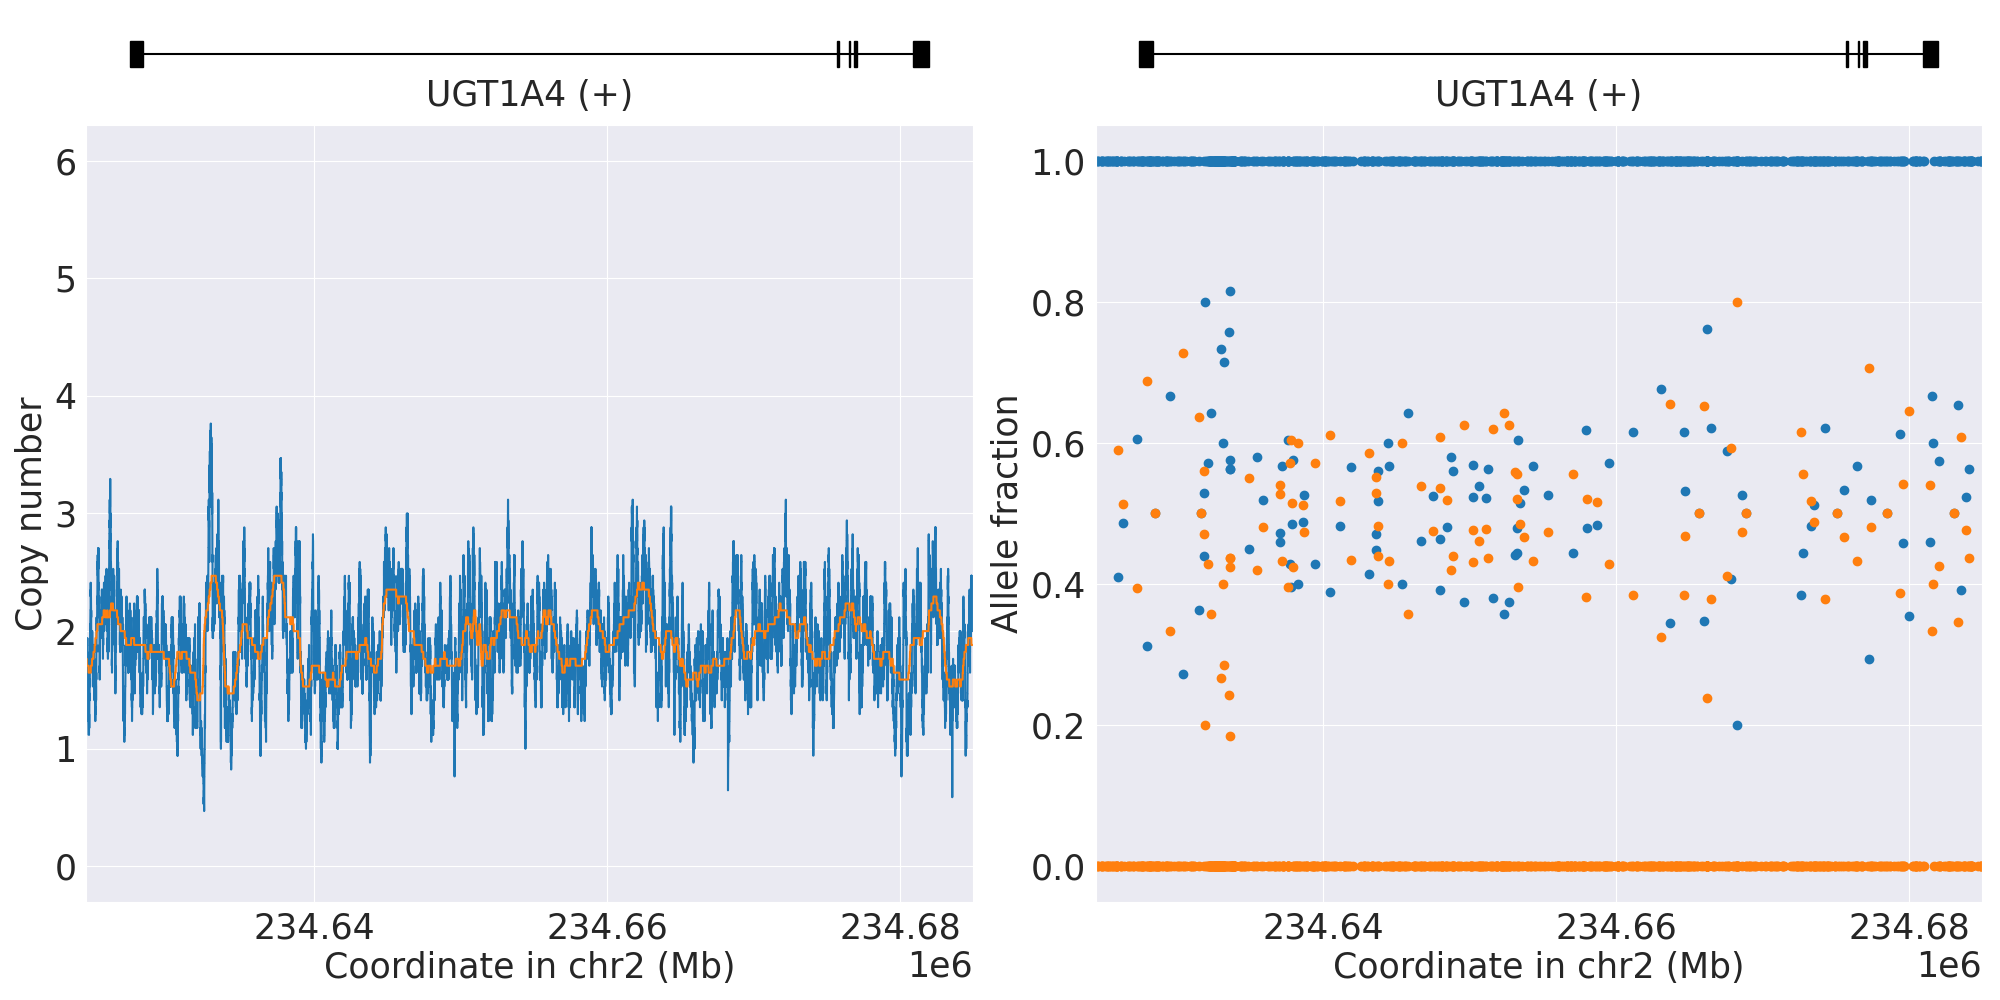 UGT1A4 (+)
Copy number
6
5
4
3
2
1
0
234.64
234.66
234.68
Coordinate in chr2 (Mb)
1e6
UGT1A4 (+)
Allele fraction
1.0
0.8
0.6
0.4
0.2
0.0
234.64
234.66
234.68
Coordinate in chr2 (Mb)
1e6